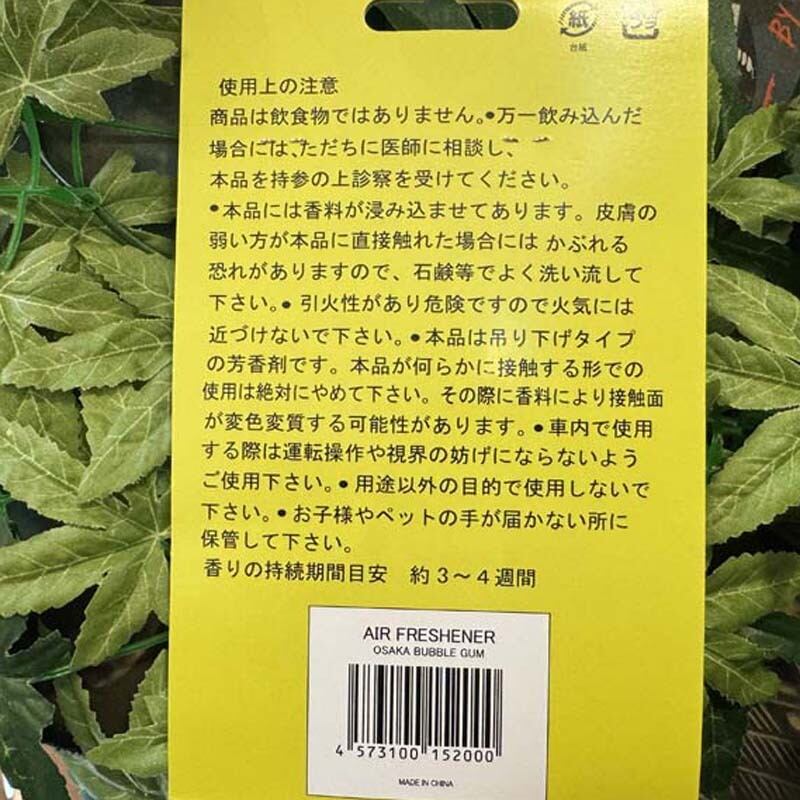 紙
台紙
プラ
BY
使用上の注意
商品は飲食物ではありません。●万一飲み込んだ
場合には、ただちに医師に相談し、
本品を持参の上診察を受けてください。
●本品には香料が浸み込ませてあります。皮膚の
弱い方が本品に直接触れた場合には かぶれる
恐れがありますので、石鹸等でよく洗い流して
下さい。● 引火性があり危険ですので火気には
近づけないで下さい。●本品は吊り下げタイプ
の芳香剤です。本品が何らかに接触する形での
使用は絶対にやめて下さい。その際に香料により接触面
が変色変質する可能性があります。●車内で使用
する際は運転操作や視界の妨げにならないよう
ご使用下さい。●用途以外の目的で使用しないで
下さい。●お子様やペットの手が届かない所に
保管して下さい。
香りの持続期間目安 約3～4週間
AIR FRESHENER
OSAKA BUBBLE GUM
4 573100 152000
MADE IN CHINA